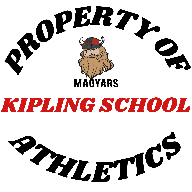 PROPERTY OF
MAGYARS
KIPLING SCHOOL
ATHLETICS